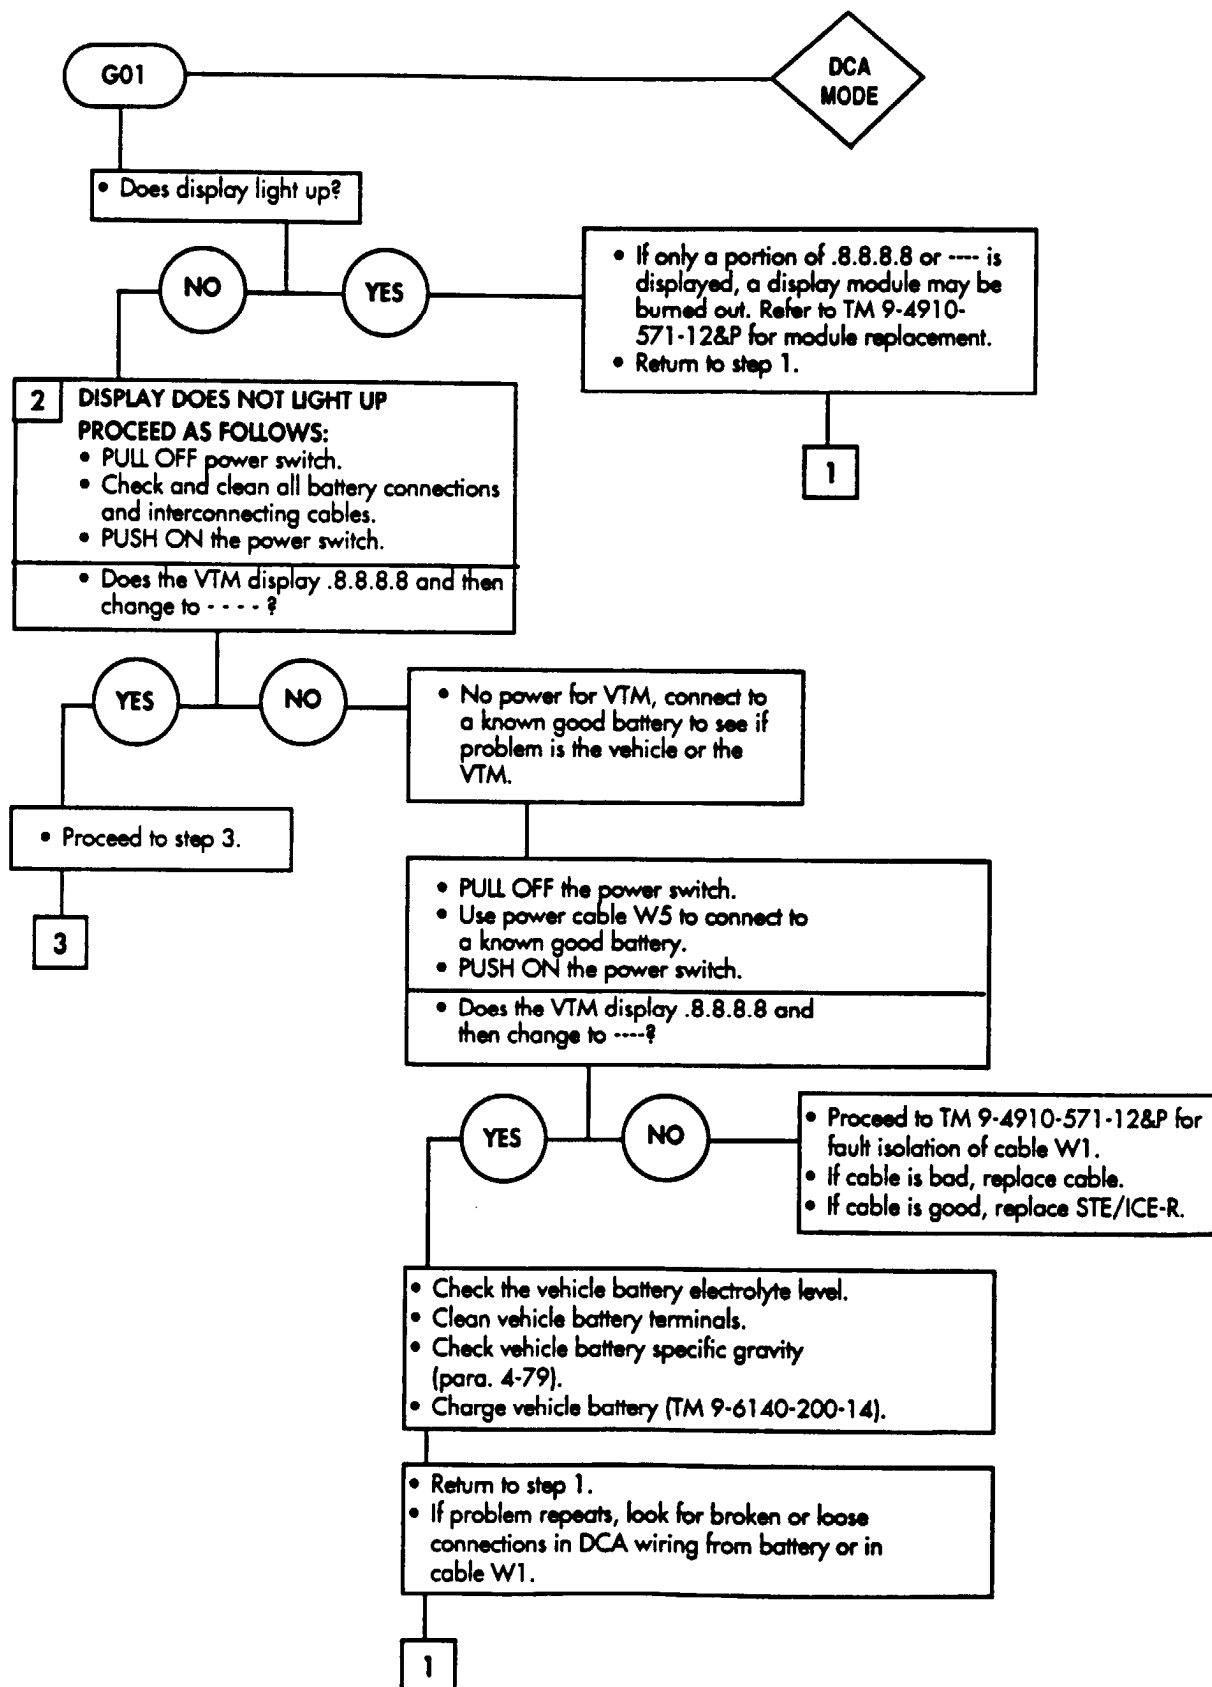 G01
DCA
MODE
• Does display light up?
NO
YES
• If only a portion of .8.8.8.8 or ---- is
displayed, a display module may be
burned out. Refer to TM 9-4910-
571-12&P for module replacement.
• Return to step 1.
1
2 DISPLAY DOES NOT LIGHT UP
PROCEED AS FOLLOWS:
• PULL OFF power switch.
• Check and clean all battery connections
and interconnecting cables.
• PUSH ON the power switch.
• Does the VTM display .8.8.8.8 and then
change to - - - - ?
YES
NO
• No power for VTM, connect to
a known good battery to see if
problem is the vehicle or the
VTM.
• Proceed to step 3.
3
• PULL OFF the power switch.
• Use power cable W5 to connect to
a known good battery.
• PUSH ON the power switch.
• Does the VTM display .8.8.8.8 and
then change to ----?
YES
NO
• Proceed to TM 9-4910-571-12&P for
fault isolation of cable W1.
• If cable is bad, replace cable.
• If cable is good, replace STE/ICE-R.
• Check the vehicle battery electrolyte level.
• Clean vehicle battery terminals.
• Check vehicle battery specific gravity
(para. 4-79).
• Charge vehicle battery (TM 9-6140-200-14).
• Return to step 1.
• If problem repeats, look for broken or loose
connections in DCA wiring from battery or in
cable W1.
1